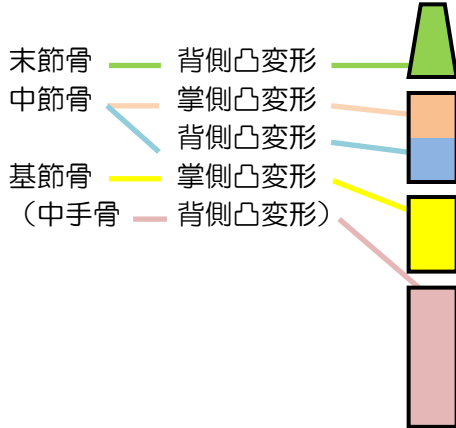 末節骨 背側凸変形
中節骨 掌側凸変形
背側凸変形
基節骨 掌側凸変形
（中手骨 背側凸変形）